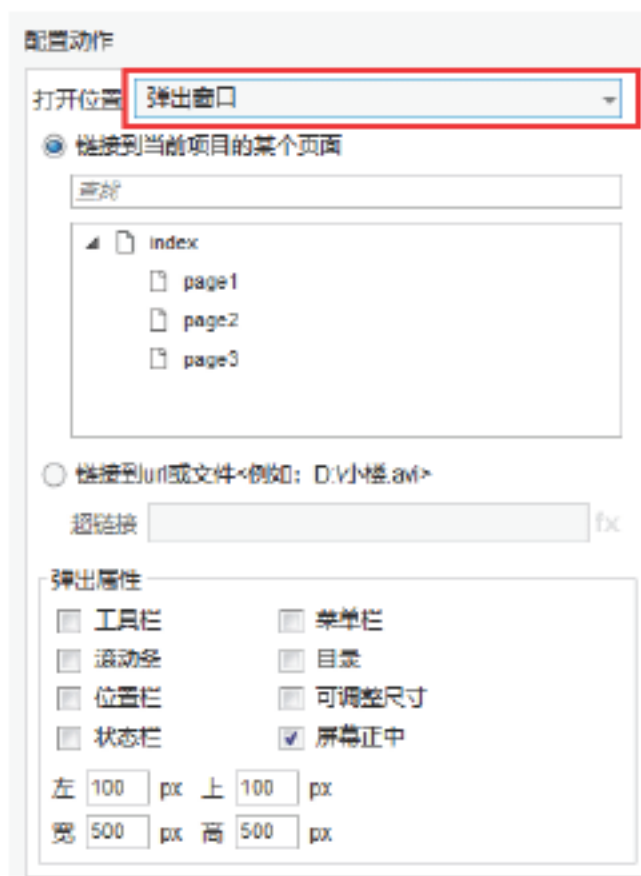 配置动作
打开位置 弹出窗口
链接到当前项目的某个页面
查找
index
page1
page2
page3
链接到url或文件<例如：D:\小楼.avi>
超链接 fx
弹出属性
工具栏 菜单栏
滚动条 目录
位置栏 可调整尺寸
状态栏 屏幕正中
左 100 px 上 100 px
宽 500 px 高 500 px